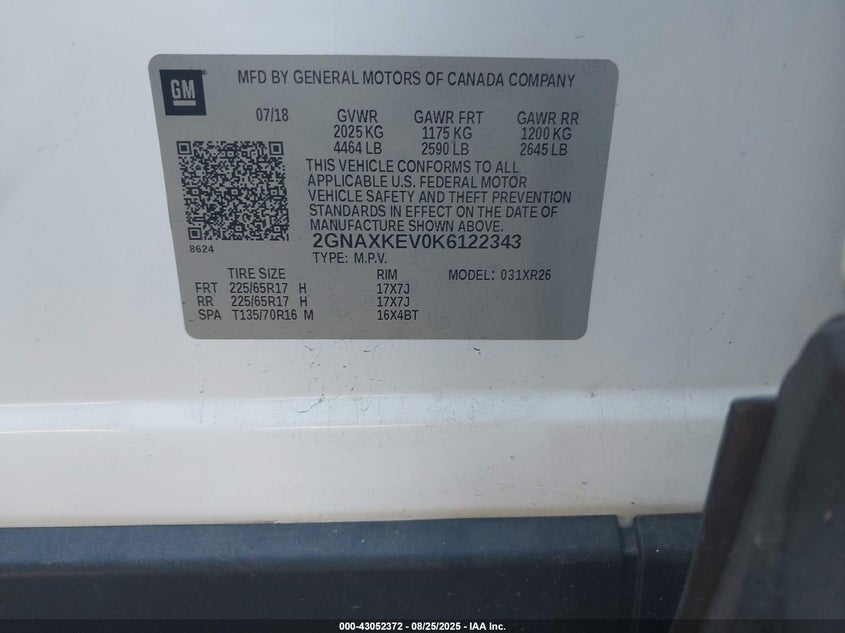 GM
MFD BY GENERAL MOTORS OF CANADA COMPANY
07/18 GVWR GAWR FRT GAWR RR
2025 KG 1175 KG 1200 KG
4464 LB 2590 LB 2645 LB
THIS VEHICLE CONFORMS TO ALL
APPLICABLE U.S. FEDERAL MOTOR
VEHICLE SAFETY AND THEFT PREVENTION
STANDARDS IN EFFECT ON THE DATE OF
MANUFACTURE SHOWN ABOVE.
8624 2GNAXKEV0K6122343
TYPE: M.P.V.
TIRE SIZE RIM MODEL: 031XR26
FRT 225/65R17 H 17X7J
RR 225/65R17 H 17X7J
SPA T135/70R16 M 16X4BT
000-43052372 - 08/25/2025 - IAA Inc.